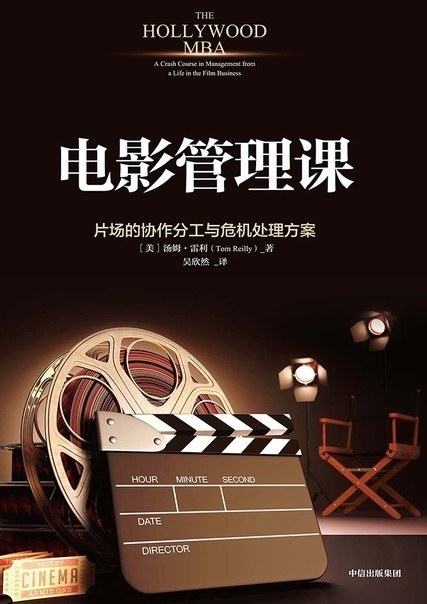 THE
HOLLYWOOD
MBA
A Crash Course in Management from
a Life in the Film Business
电影管理课
片场的协作分工与危机处理方案
[美]汤姆·雷利(Tom Reilly)_著
吴欣然 _译
HOUR MINUTE SECOND
DATE
DIRECTOR
TICKET
CINEMA
ADMIT ONE
中信出版集团